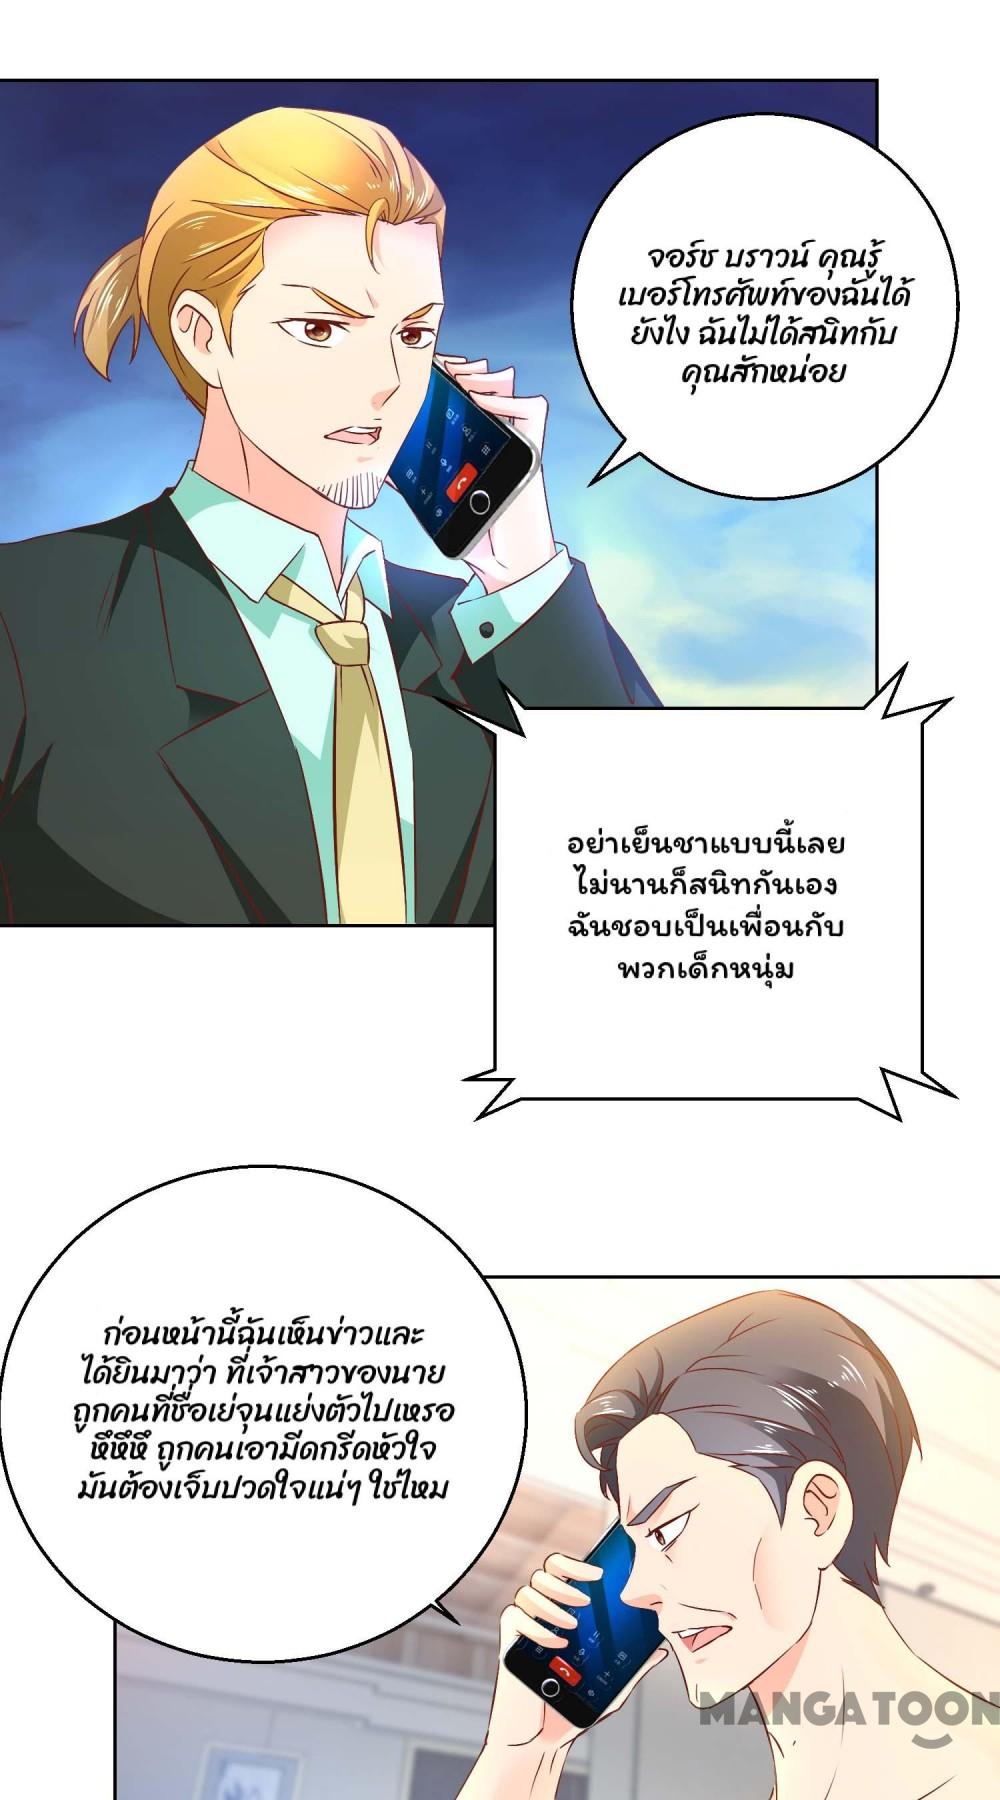 จอร์ช บราวน์ คุณรู้
เบอร์โทรศัพท์ของฉันได้
ยังไง ฉันไม่ได้สนิทกับ
คุณสักหน่อย
อย่าเย็นชาแบบนี้เลย
ไม่นานก็สนิทกันเอง
ฉันชอบเป็นเพื่อนกับ
พวกเด็กหนุ่ม
ก่อนหน้านี้ฉันเห็นข่าวและ
ได้ยินมาว่า ที่เจ้าสาวของนาย
ถูกคนที่ชื่อเย่จุนแย่งตัวไปเหรอ
หึหึหึ ถูกคนเอามีดกรีดหัวใจ
มันต้องเจ็บปวดใจแน่ๆ ใช่ไหม
MANGATOON